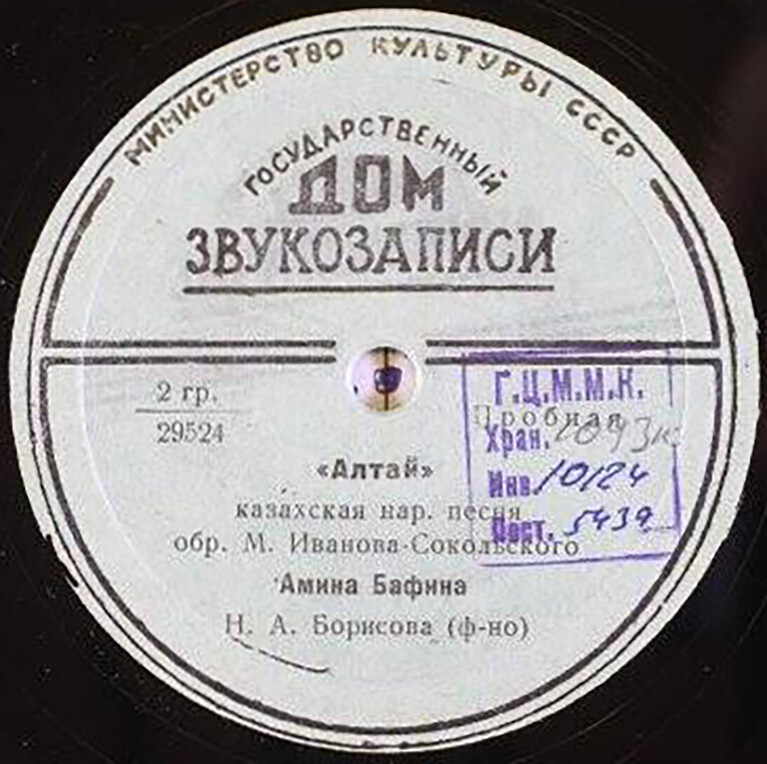 МИНИСТЕРСТВО КУЛЬТУРЫ СССР
ГОСУДАРСТВЕННЫЙ
ДОМ
ЗВУКОЗАПИСИ
2 гр.
29524
Г.Ц.М.М.К.
Пробная
Хран.
Инв. 10124
Пост. 5439
«Алтай»
казахская нар. песня
обр. М. Иванова-Сокольского
Амина Бафина
Н. А. Борисова (ф-но)